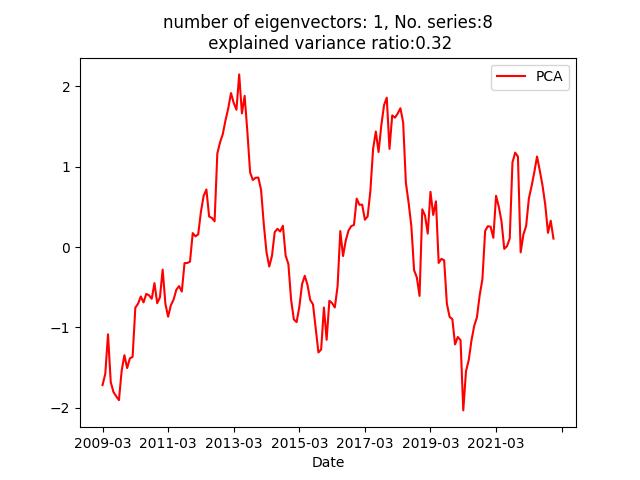 number of eigenvectors: 1, No. series:8
explained variance ratio:0.32
PCA
2
1
0
−1
−2
2009-03 2011-03 2013-03 2015-03 2017-03 2019-03 2021-03
Date